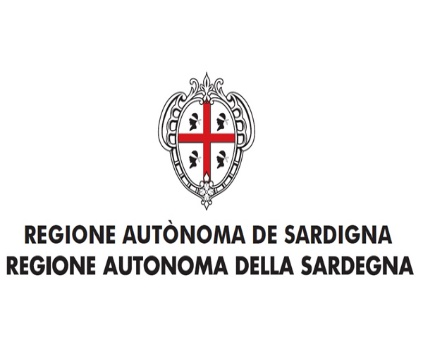 REGIONE AUTÒNOMA DE SARDIGNA
REGIONE AUTONOMA DELLA SARDEGNA